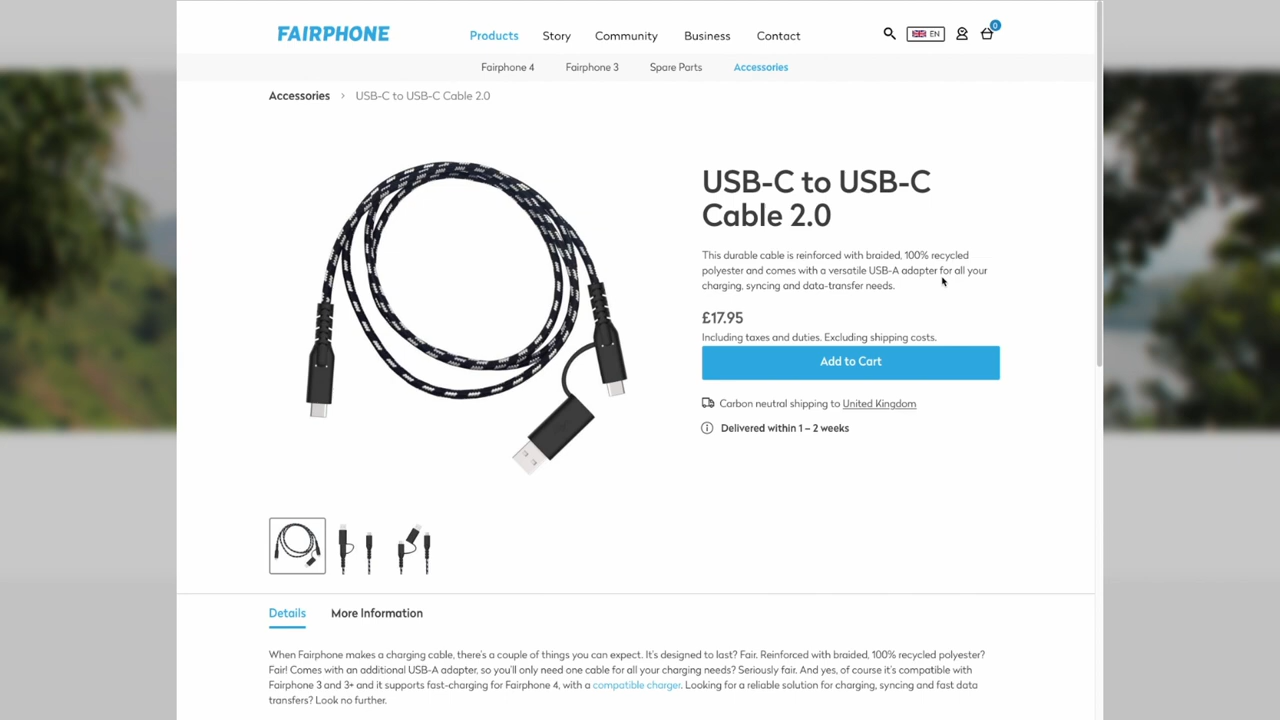 FAIRPHONE
Products Story Community Business Contact
EN
0
Fairphone 4 Fairphone 3 Spare Parts Accessories
Accessories > USB-C to USB-C Cable 2.0
USB-C to USB-C
Cable 2.0
This durable cable is reinforced with braided, 100% recycled
polyester and comes with a versatile USB-A adapter for all your
charging, syncing and data-transfer needs.
£17.95
Including taxes and duties. Excluding shipping costs.
Add to Cart
Carbon neutral shipping to United Kingdom
Delivered within 1 – 2 weeks
Details More Information
When Fairphone makes a charging cable, there's a couple of things you can expect. It's designed to last? Fair. Reinforced with braided, 100% recycled polyester?
Fair! Comes with an additional USB-A adapter, so you'll only need one cable for all your charging needs? Seriously fair. And yes, of course it's compatible with
Fairphone 3 and 3+ and it supports fast-charging for Fairphone 4, with a compatible charger. Looking for a reliable solution for charging, syncing and fast data
transfers? Look no further.